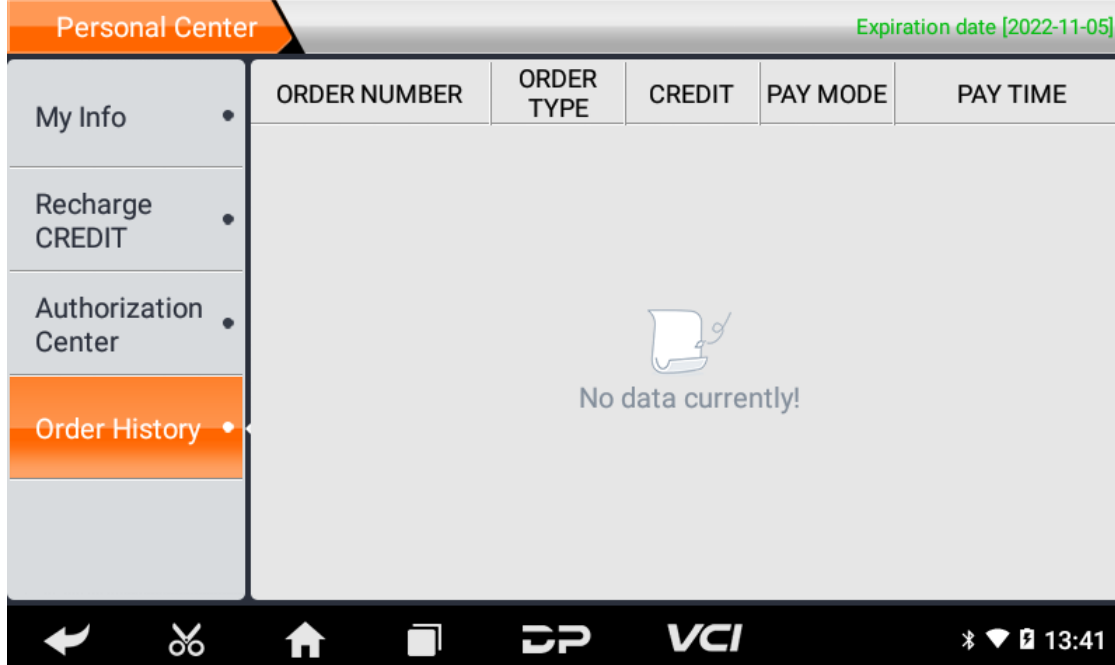 Personal Center
Expiration date [2022-11-05]
My Info
Recharge
CREDIT
Authorization
Center
Order History
ORDER NUMBER
ORDER
TYPE
CREDIT
PAY MODE
PAY TIME
No data currently!
DP
VCI
13:41